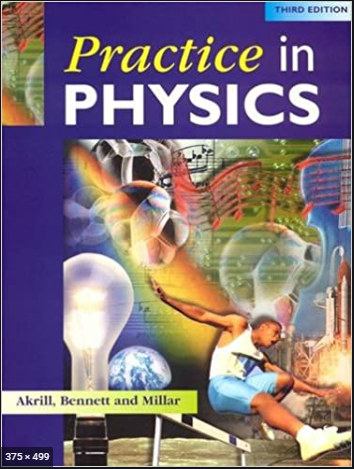 THIRD EDITION
Practice in
PHYSICS
Akrill, Bennett and Millar
375 × 499